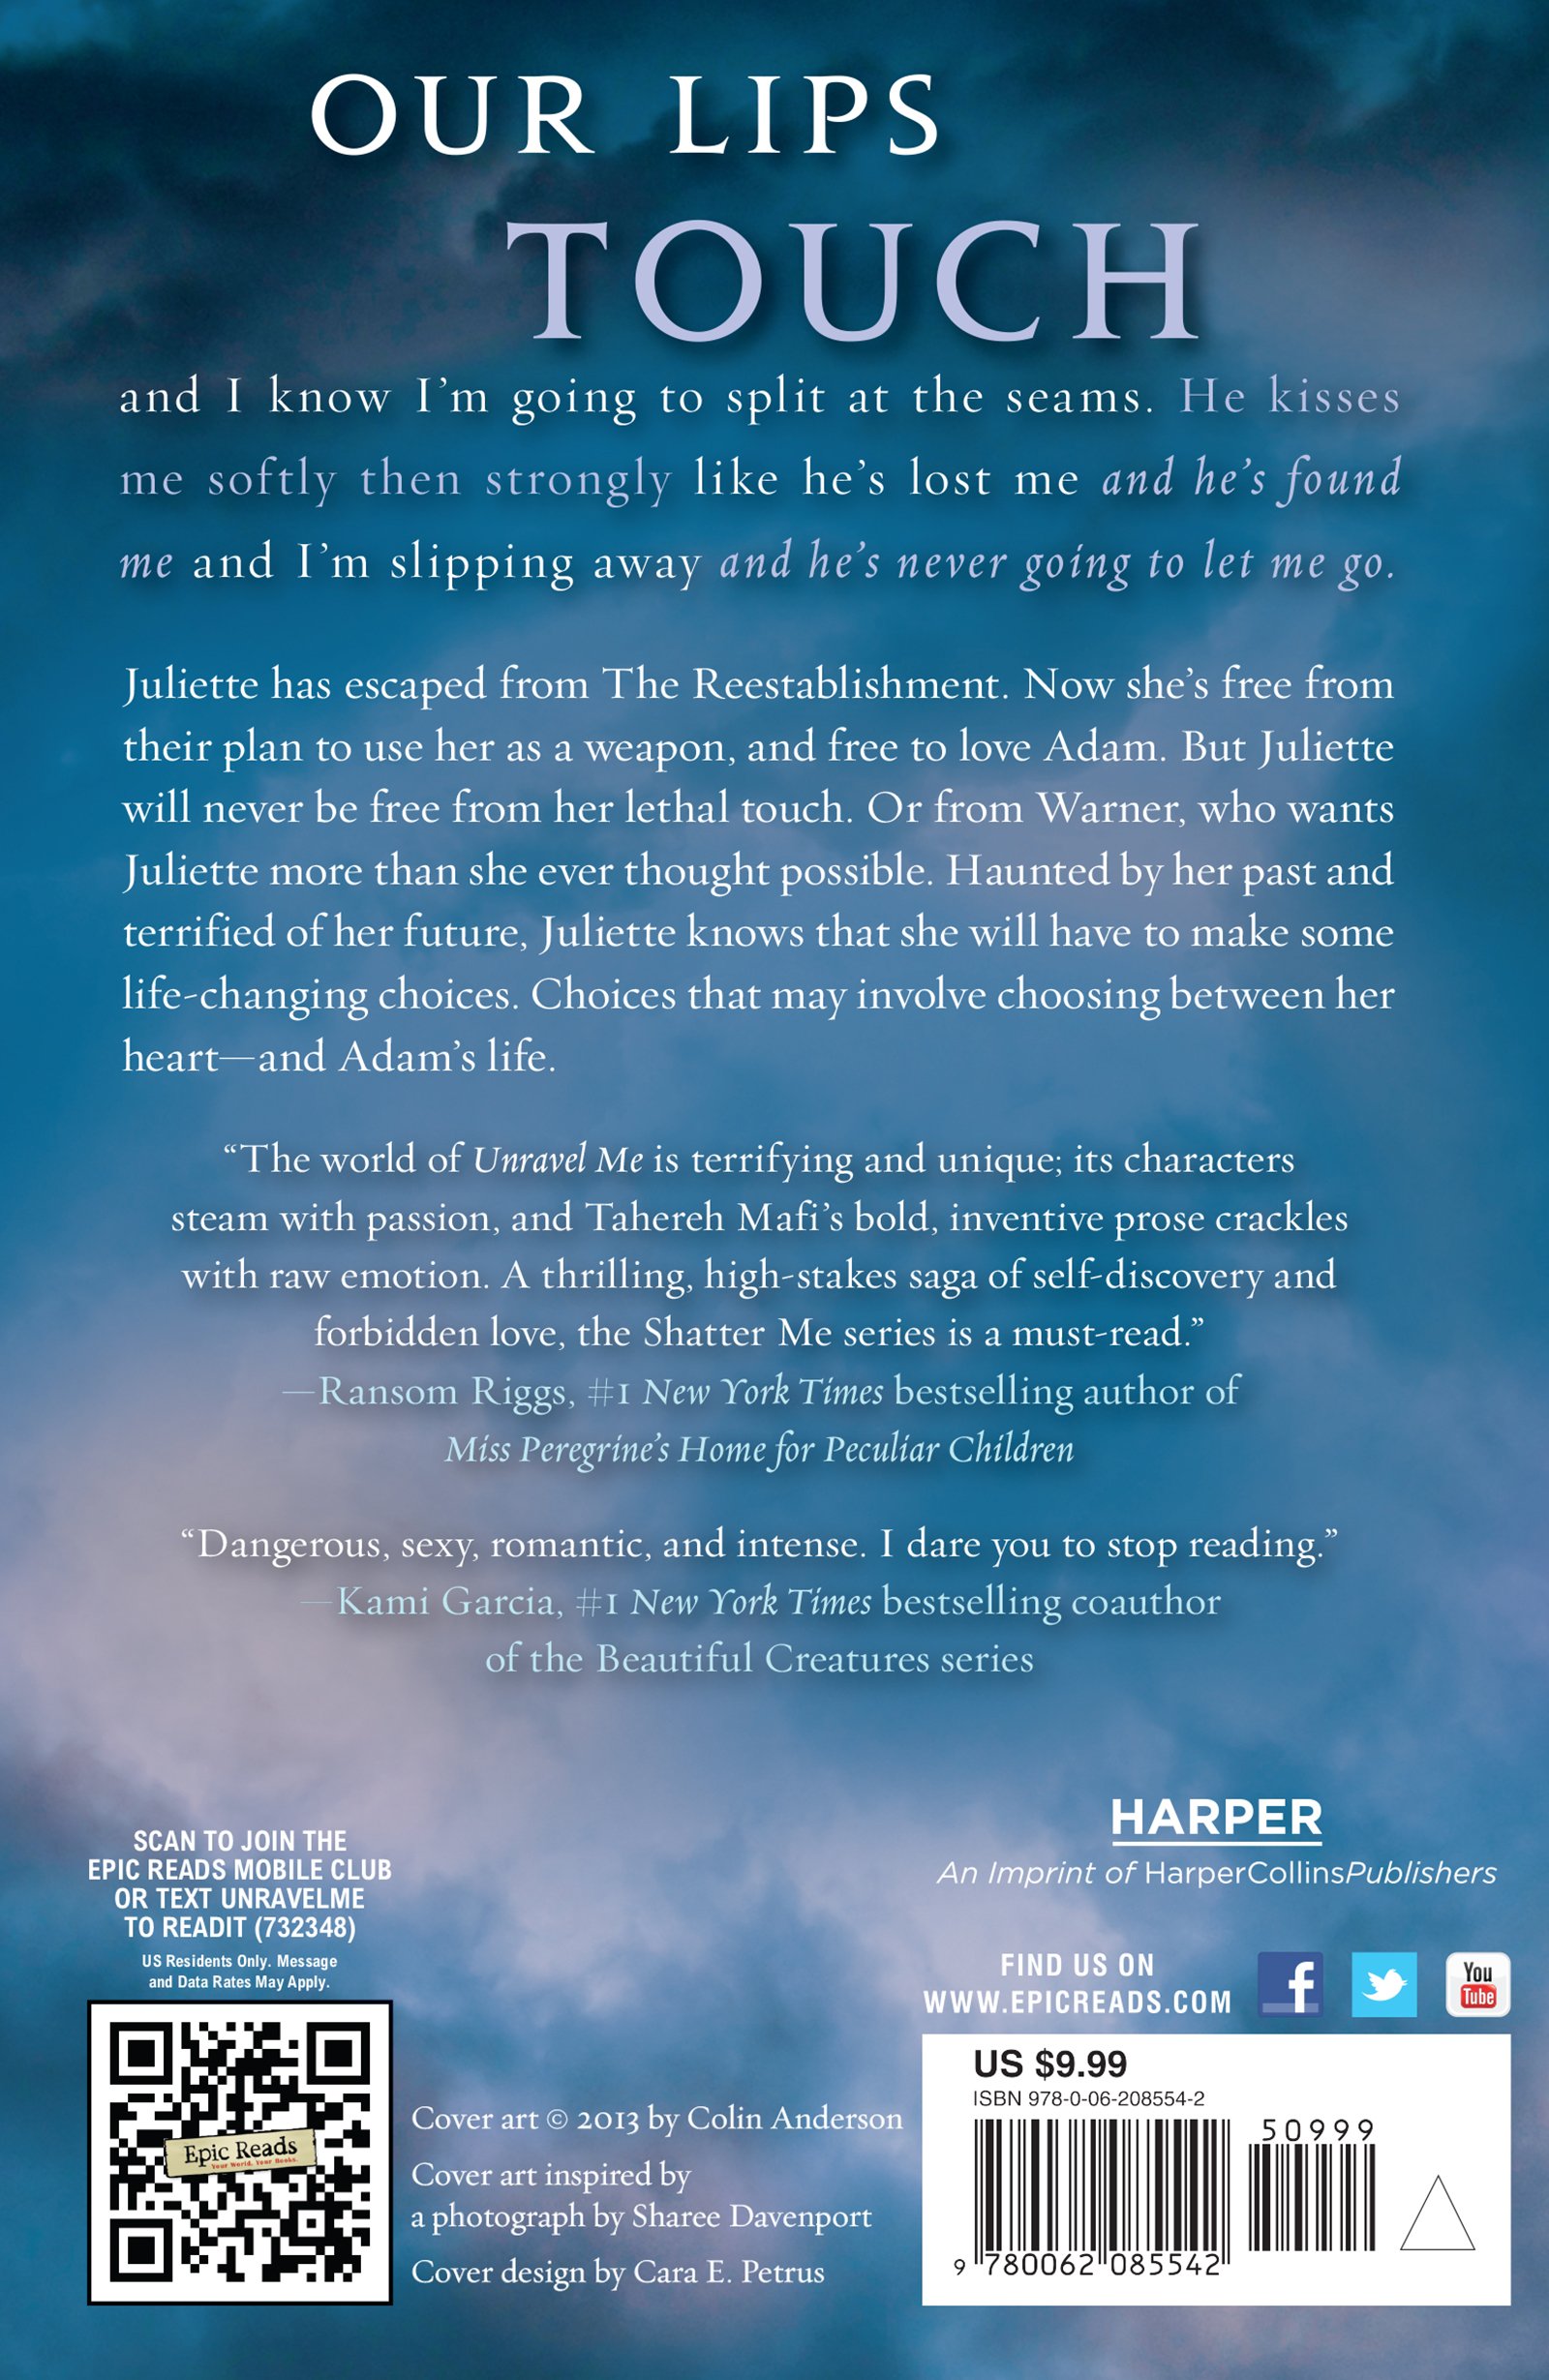 OUR LIPS
TOUCH
and I know I’m going to split at the seams. He kisses
me softly then strongly like he’s lost me and he’s found
me and I’m slipping away and he’s never going to let me go.
Juliette has escaped from The Reestablishment. Now she’s free from
their plan to use her as a weapon, and free to love Adam. But Juliette
will never be free from her lethal touch. Or from Warner, who wants
Juliette more than she ever thought possible. Haunted by her past and
terrified of her future, Juliette knows that she will have to make some
life-changing choices. Choices that may involve choosing between her
heart—and Adam’s life.
“The world of Unravel Me is terrifying and unique; its characters
steam with passion, and Tahereh Mafi’s bold, inventive prose crackles
with raw emotion. A thrilling, high-stakes saga of self-discovery and
forbidden love, the Shatter Me series is a must-read.”
—Ransom Riggs, #1 New York Times bestselling author of
Miss Peregrine’s Home for Peculiar Children
“Dangerous, sexy, romantic, and intense. I dare you to stop reading.”
—Kami Garcia, #1 New York Times bestselling coauthor
of the Beautiful Creatures series
SCAN TO JOIN THE
EPIC READS MOBILE CLUB
OR TEXT UNRAVELME
TO READIT (732348)
US Residents Only. Message
and Data Rates May Apply.
Epic Reads
Your World. Your Books.
Cover art © 2013 by Colin Anderson
Cover art inspired by
a photograph by Sharee Davenport
Cover design by Cara E. Petrus
HARPER
An Imprint of HarperCollinsPublishers
FIND US ON
WWW.EPICREADS.COM
f
You
Tube
US $9.99
ISBN 978-0-06-208554-2
50999
9 780062 085542